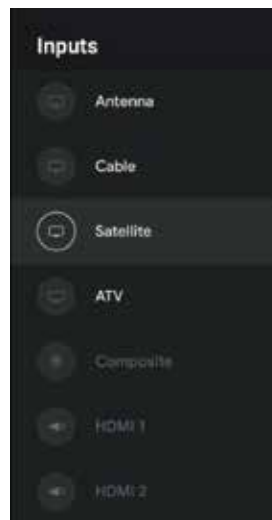 Inputs
Antenna
Cable
Satellite
ATV
Composite
HDMI 1
HDMI 2